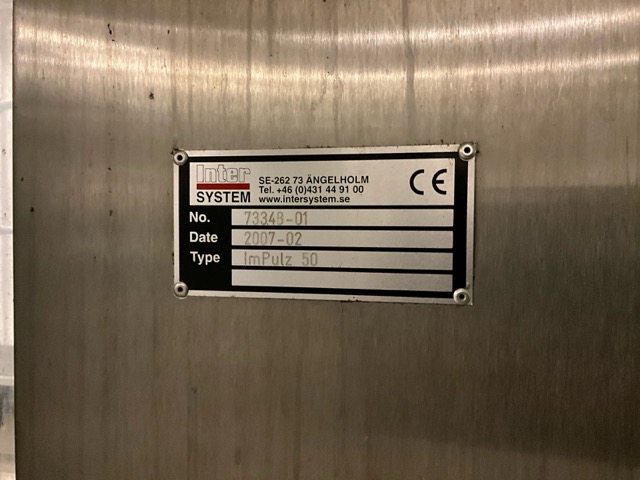 Inter
SYSTEM
SE-262 73 ÄNGELHOLM
Tel. +46 (0)431 44 91 00
www.intersystem.se
CE
No. 73348-01
Date 2007-02
Type ImPulz 50